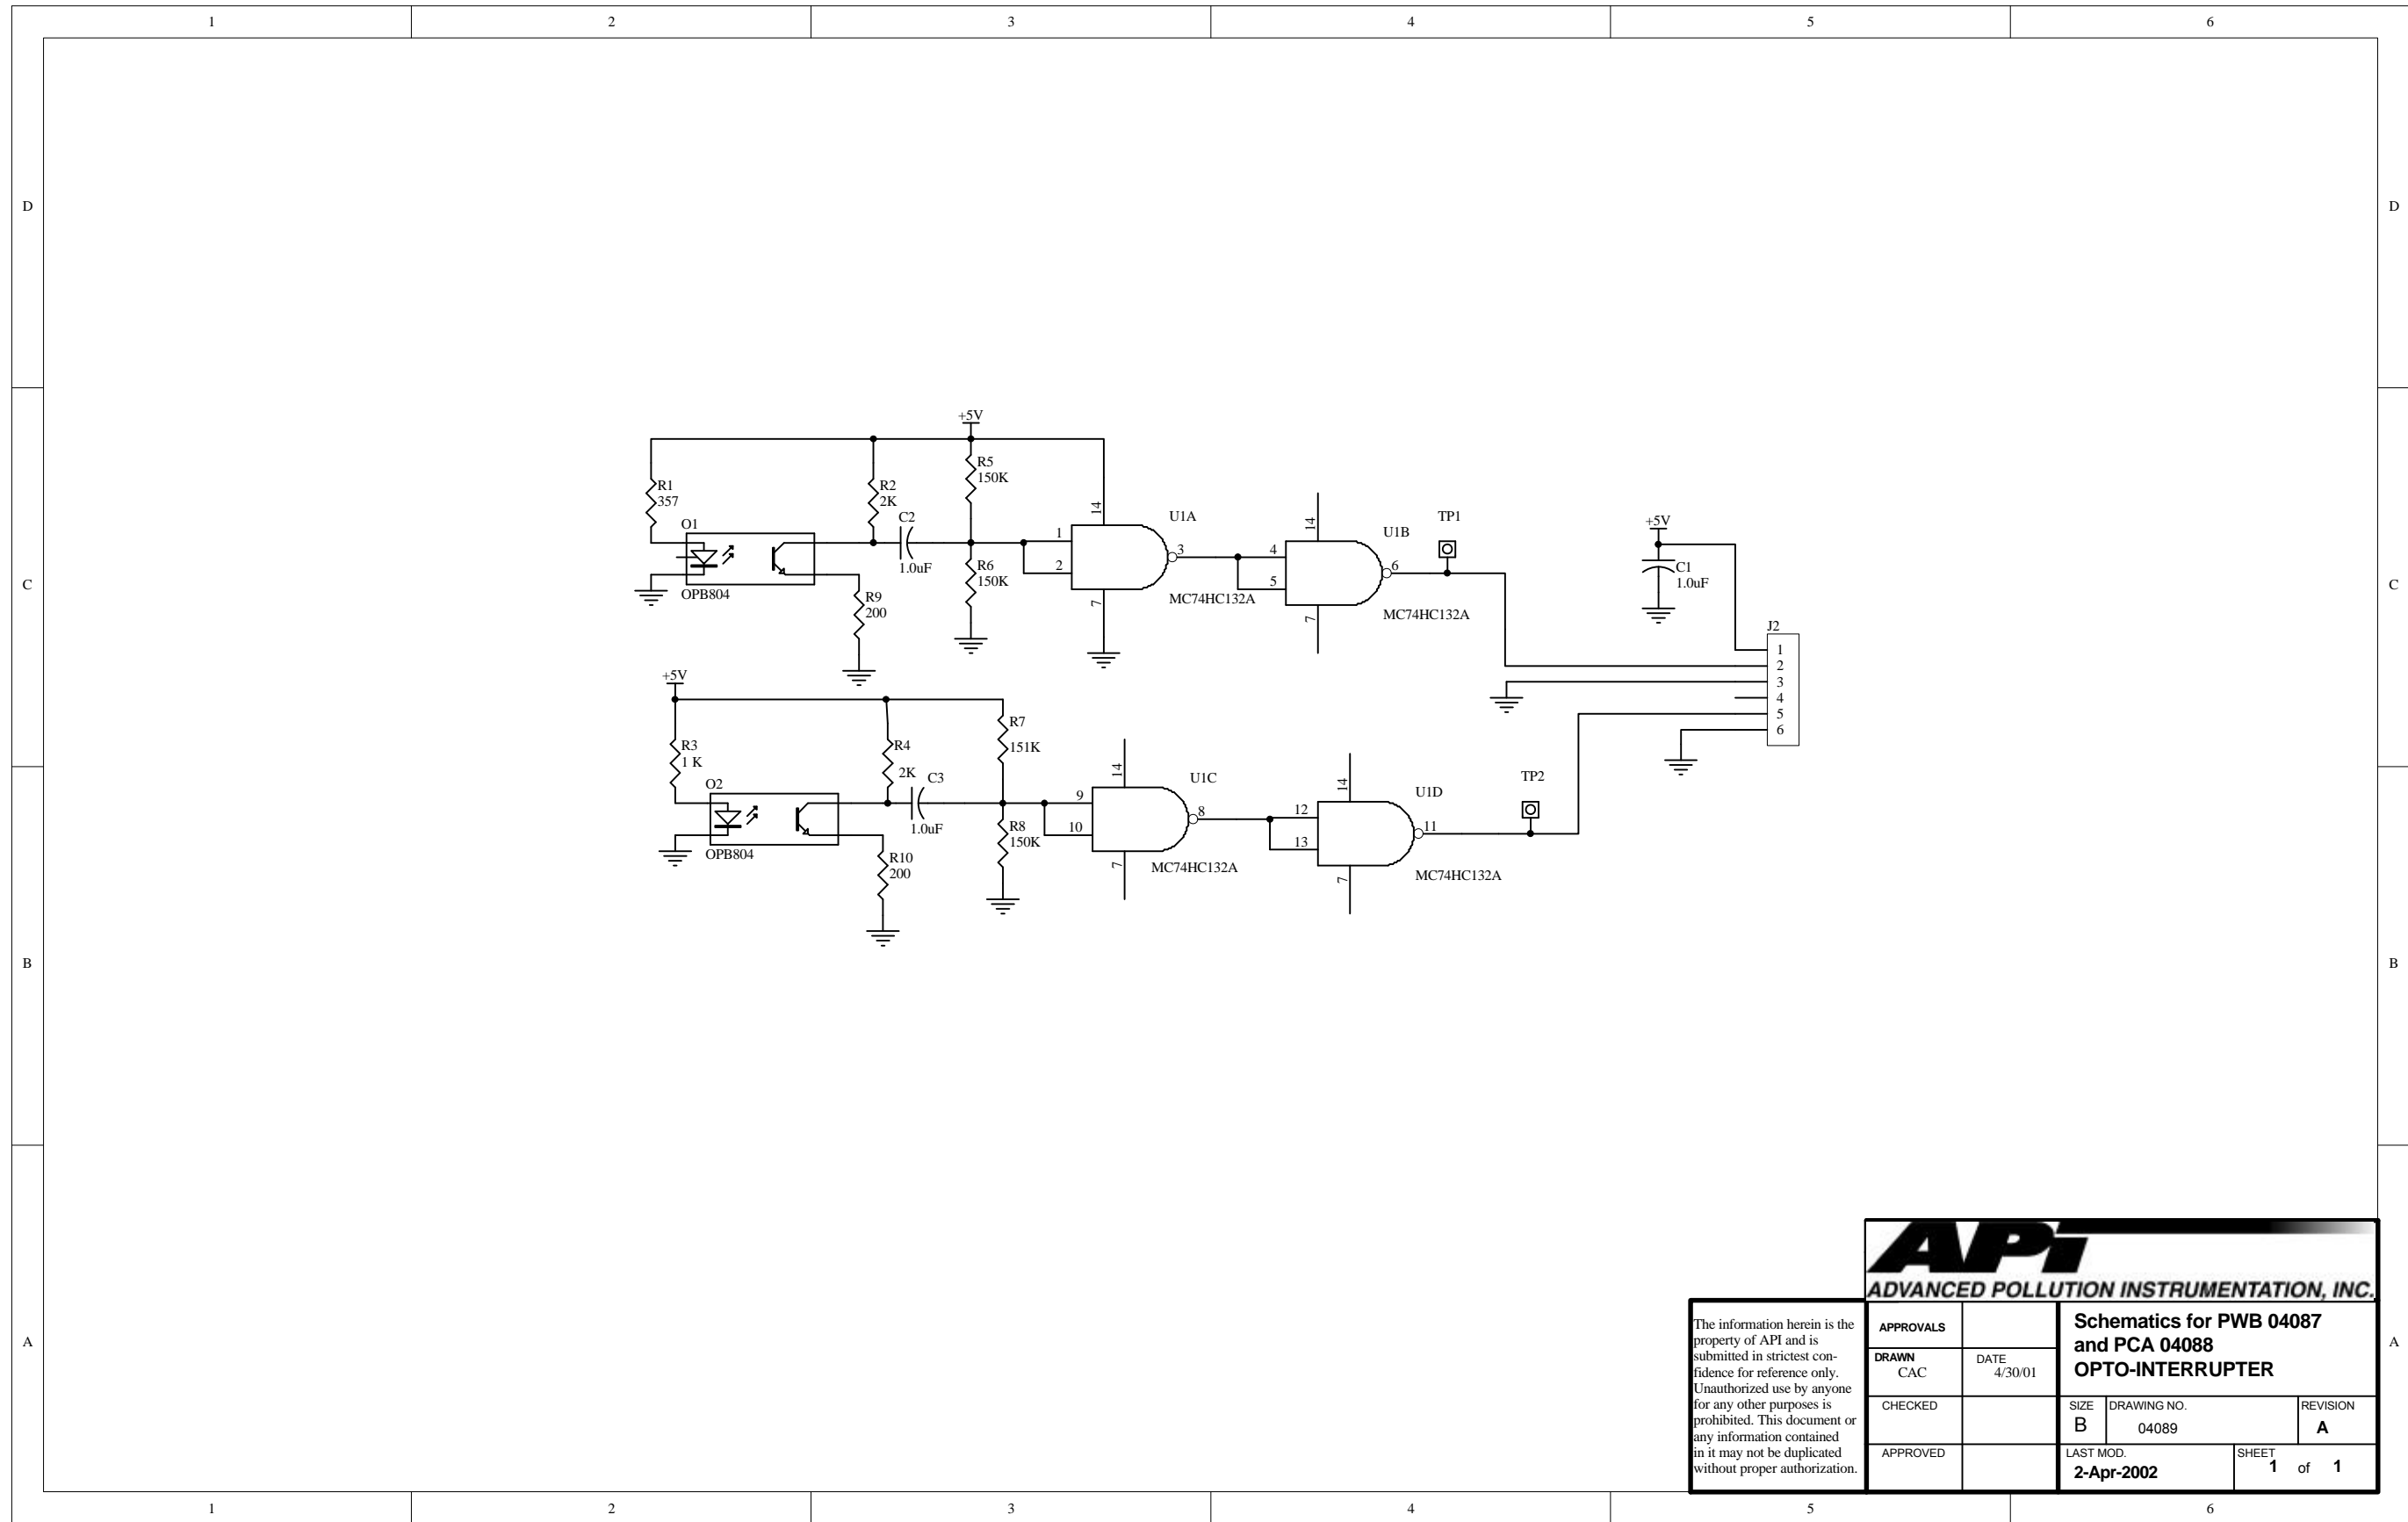 1 2 3 4 5 6
D D
+5V
R5
150K
R1
357
R2
2K
O1
C2
1.0uF
OPB804
R6
150K
R9
200
14
1
2
3
7
U1A
MC74HC132A
14
4
5
6
7
U1B
MC74HC132A
TP1
+5V
C1
1.0uF
C C
J2
1
2
3
4
5
6
+5V
R7
151K
R3
1 K
R4
2K
O2
C3
1.0uF
OPB804
R8
150K
R10
200
14
9
10
8
7
U1C
MC74HC132A
14
12
13
11
7
U1D
MC74HC132A
TP2
B B
API
ADVANCED POLLUTION INSTRUMENTATION, INC.
The information herein is the
property of API and is
submitted in strictest con-
fidence for reference only.
Unauthorized use by anyone
for any other purposes is
prohibited. This document or
any information contained
in it may not be duplicated
without proper authorization.
APPROVALS
DRAWN
CAC
DATE
4/30/01
CHECKED
APPROVED
Schematics for PWB 04087
and PCA 04088
OPTO-INTERRUPTER
SIZE
B
DRAWING NO.
04089
REVISION
A
LAST MOD.
2-Apr-2002
SHEET
1 of 1
A A
1 2 3 4 5 6